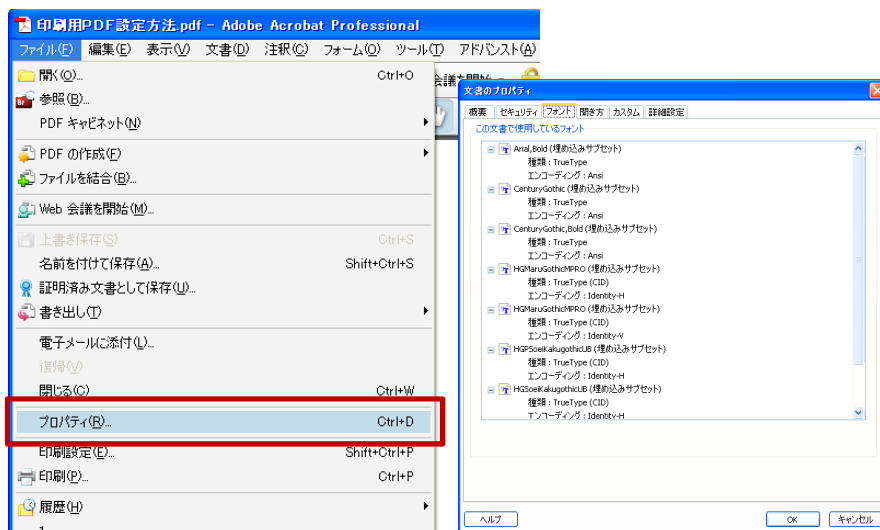 印刷用PDF設定方法.pdf - Adobe Acrobat Professional
ファイル(F) 編集(E) 表示(V) 文書(D) 注釈(C) フォーム(O) ツール(T) アドバンスト(A)
開く(O)... Ctrl+O
参照(B)...
PDF キャビネット(N)
PDF の作成(F)
ファイルを結合(B)...
Web 会議を開始(M)...
上書き保存(S) Ctrl+S
名前を付けて保存(A)... Shift+Ctrl+S
証明済み文書として保存(U)...
書き出し(T)
電子メールに添付(L)...
復帰(V)
閉じる(C) Ctrl+W
プロパティ(R)... Ctrl+D
印刷設定(E)... Shift+Ctrl+P
印刷(P)... Ctrl+P
履歴(H)
文書のプロパティ
概要 セキュリティ フォント 開き方 カスタム 詳細設定
この文書で使用しているフォント
Arial,Bold (埋め込みサブセット)
種類 : TrueType
エンコーディング : Ansi
CenturyGothic (埋め込みサブセット)
種類 : TrueType
エンコーディング : Ansi
CenturyGothic,Bold (埋め込みサブセット)
種類 : TrueType
エンコーディング : Ansi
HGMaruGothicMPRO (埋め込みサブセット)
種類 : TrueType (CID)
エンコーディング : Identity-H
HGMaruGothicMPRO (埋め込みサブセット)
種類 : TrueType (CID)
エンコーディング : Identity-V
HGPSoeiKakugothicUB (埋め込みサブセット)
種類 : TrueType (CID)
エンコーディング : Identity-H
HGSoeiKakugothicUB (埋め込みサブセット)
種類 : TrueType (CID)
エンコーディング : Identity-H
ヘルプ OK キャンセル